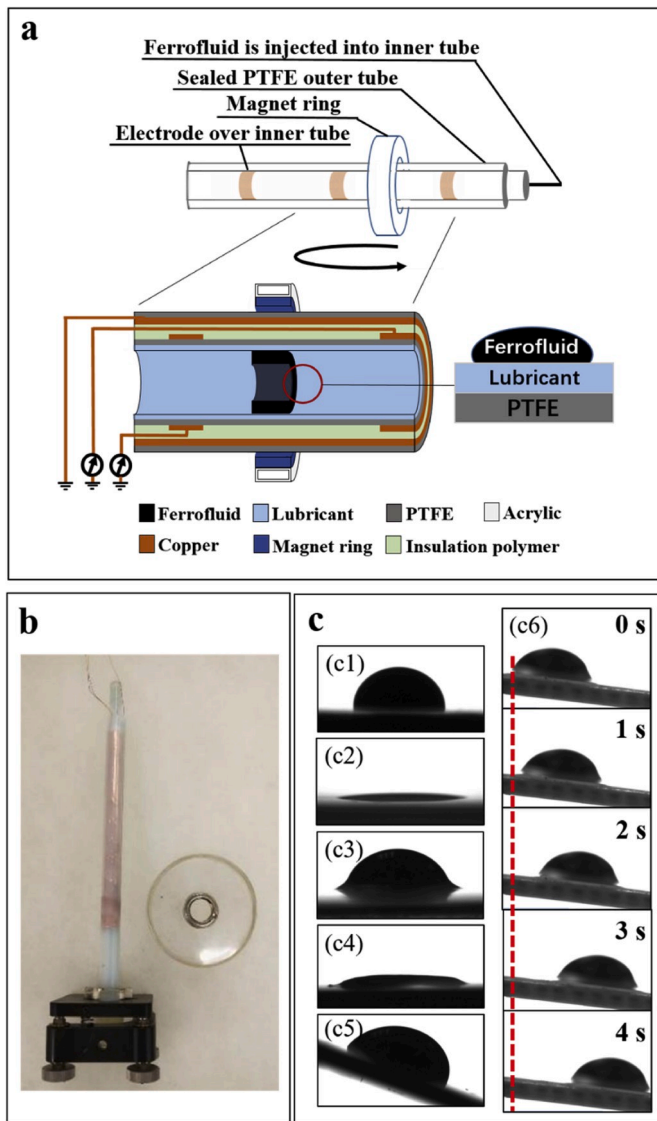 a
Ferrofluid is injected into inner tube
Sealed PTFE outer tube
Magnet ring
Electrode over inner tube
Ferrofluid
Lubricant
PTFE
Ferrofluid
Lubricant
PTFE
Acrylic
Copper
Magnet ring
Insulation polymer
b
c
(c1)
(c2)
(c3)
(c4)
(c5)
(c6)
0 s
1 s
2 s
3 s
4 s